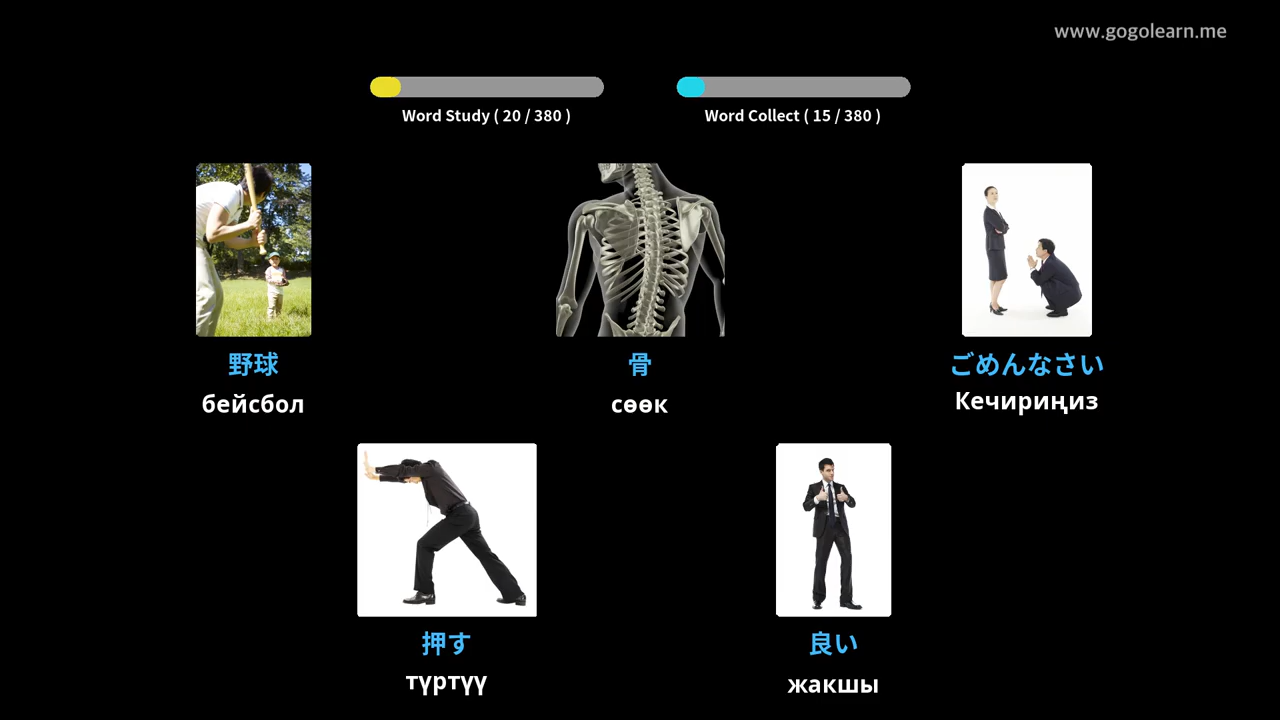 www.gogolearn.me
Word Study ( 20 / 380 )
Word Collect ( 15 / 380 )
野球
бейсбол
骨
сөөк
ごめんなさい
Кечириңиз
押す
түртүү
良い
жакшы